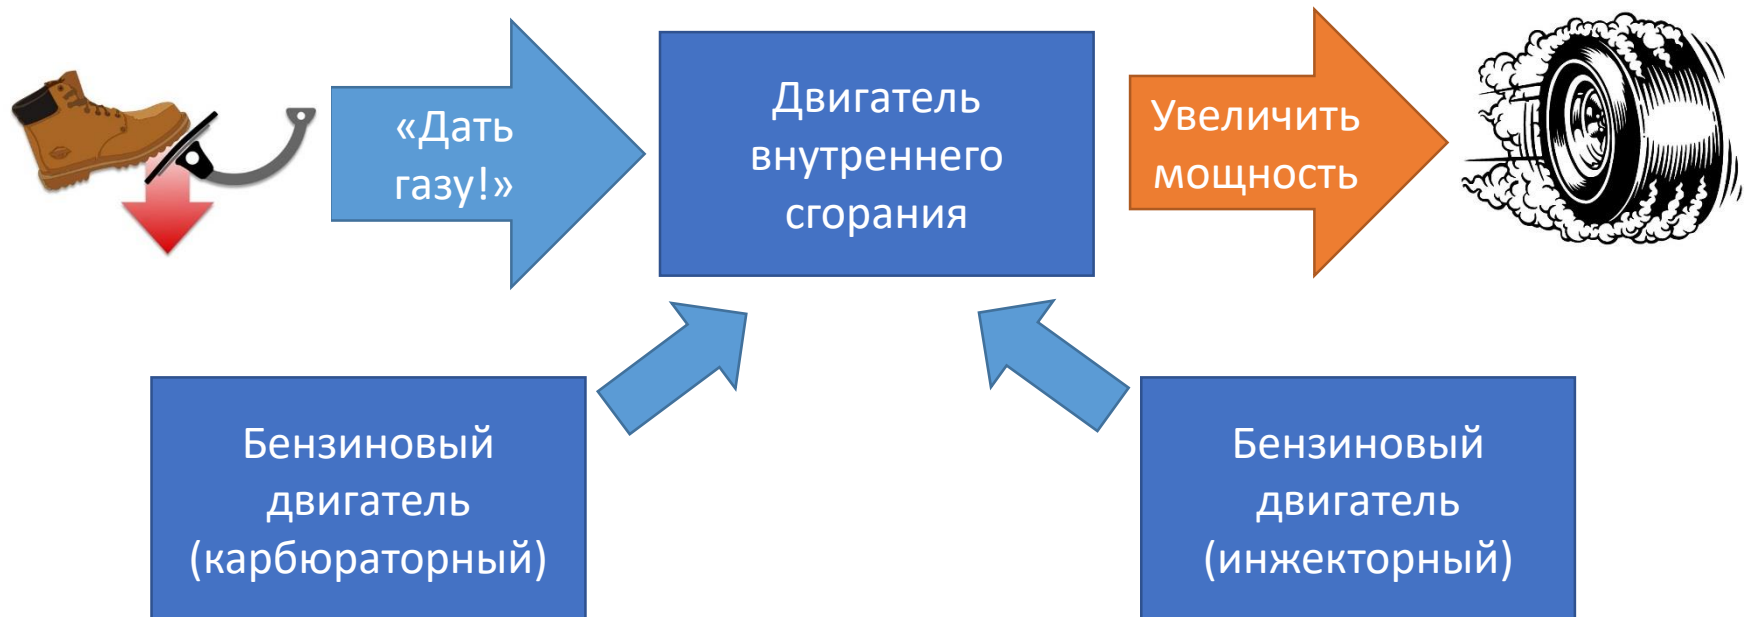 «Дать
газу!»
Двигатель
внутреннего
сгорания
Увеличить
мощность
Бензиновый
двигатель
(карбюраторный)
Бензиновый
двигатель
(инжекторный)